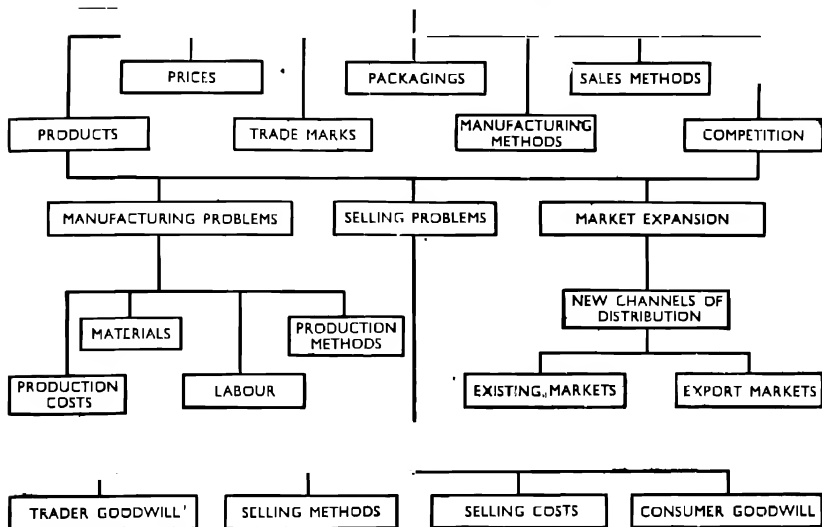 PRICES
PACKAGINGS
SALES METHODS
PRODUCTS
TRADE MARKS
MANUFACTURING
METHODS
COMPETITION
MANUFACTURING PROBLEMS
SELLING PROBLEMS
MARKET EXPANSION
NEW CHANNELS OF
DISTRIBUTION
MATERIALS
PRODUCTION
METHODS
PRODUCTION
COSTS
LABOUR
EXISTING MARKETS
EXPORT MARKETS
TRADER GOODWILL
SELLING METHODS
SELLING COSTS
CONSUMER GOODWILL